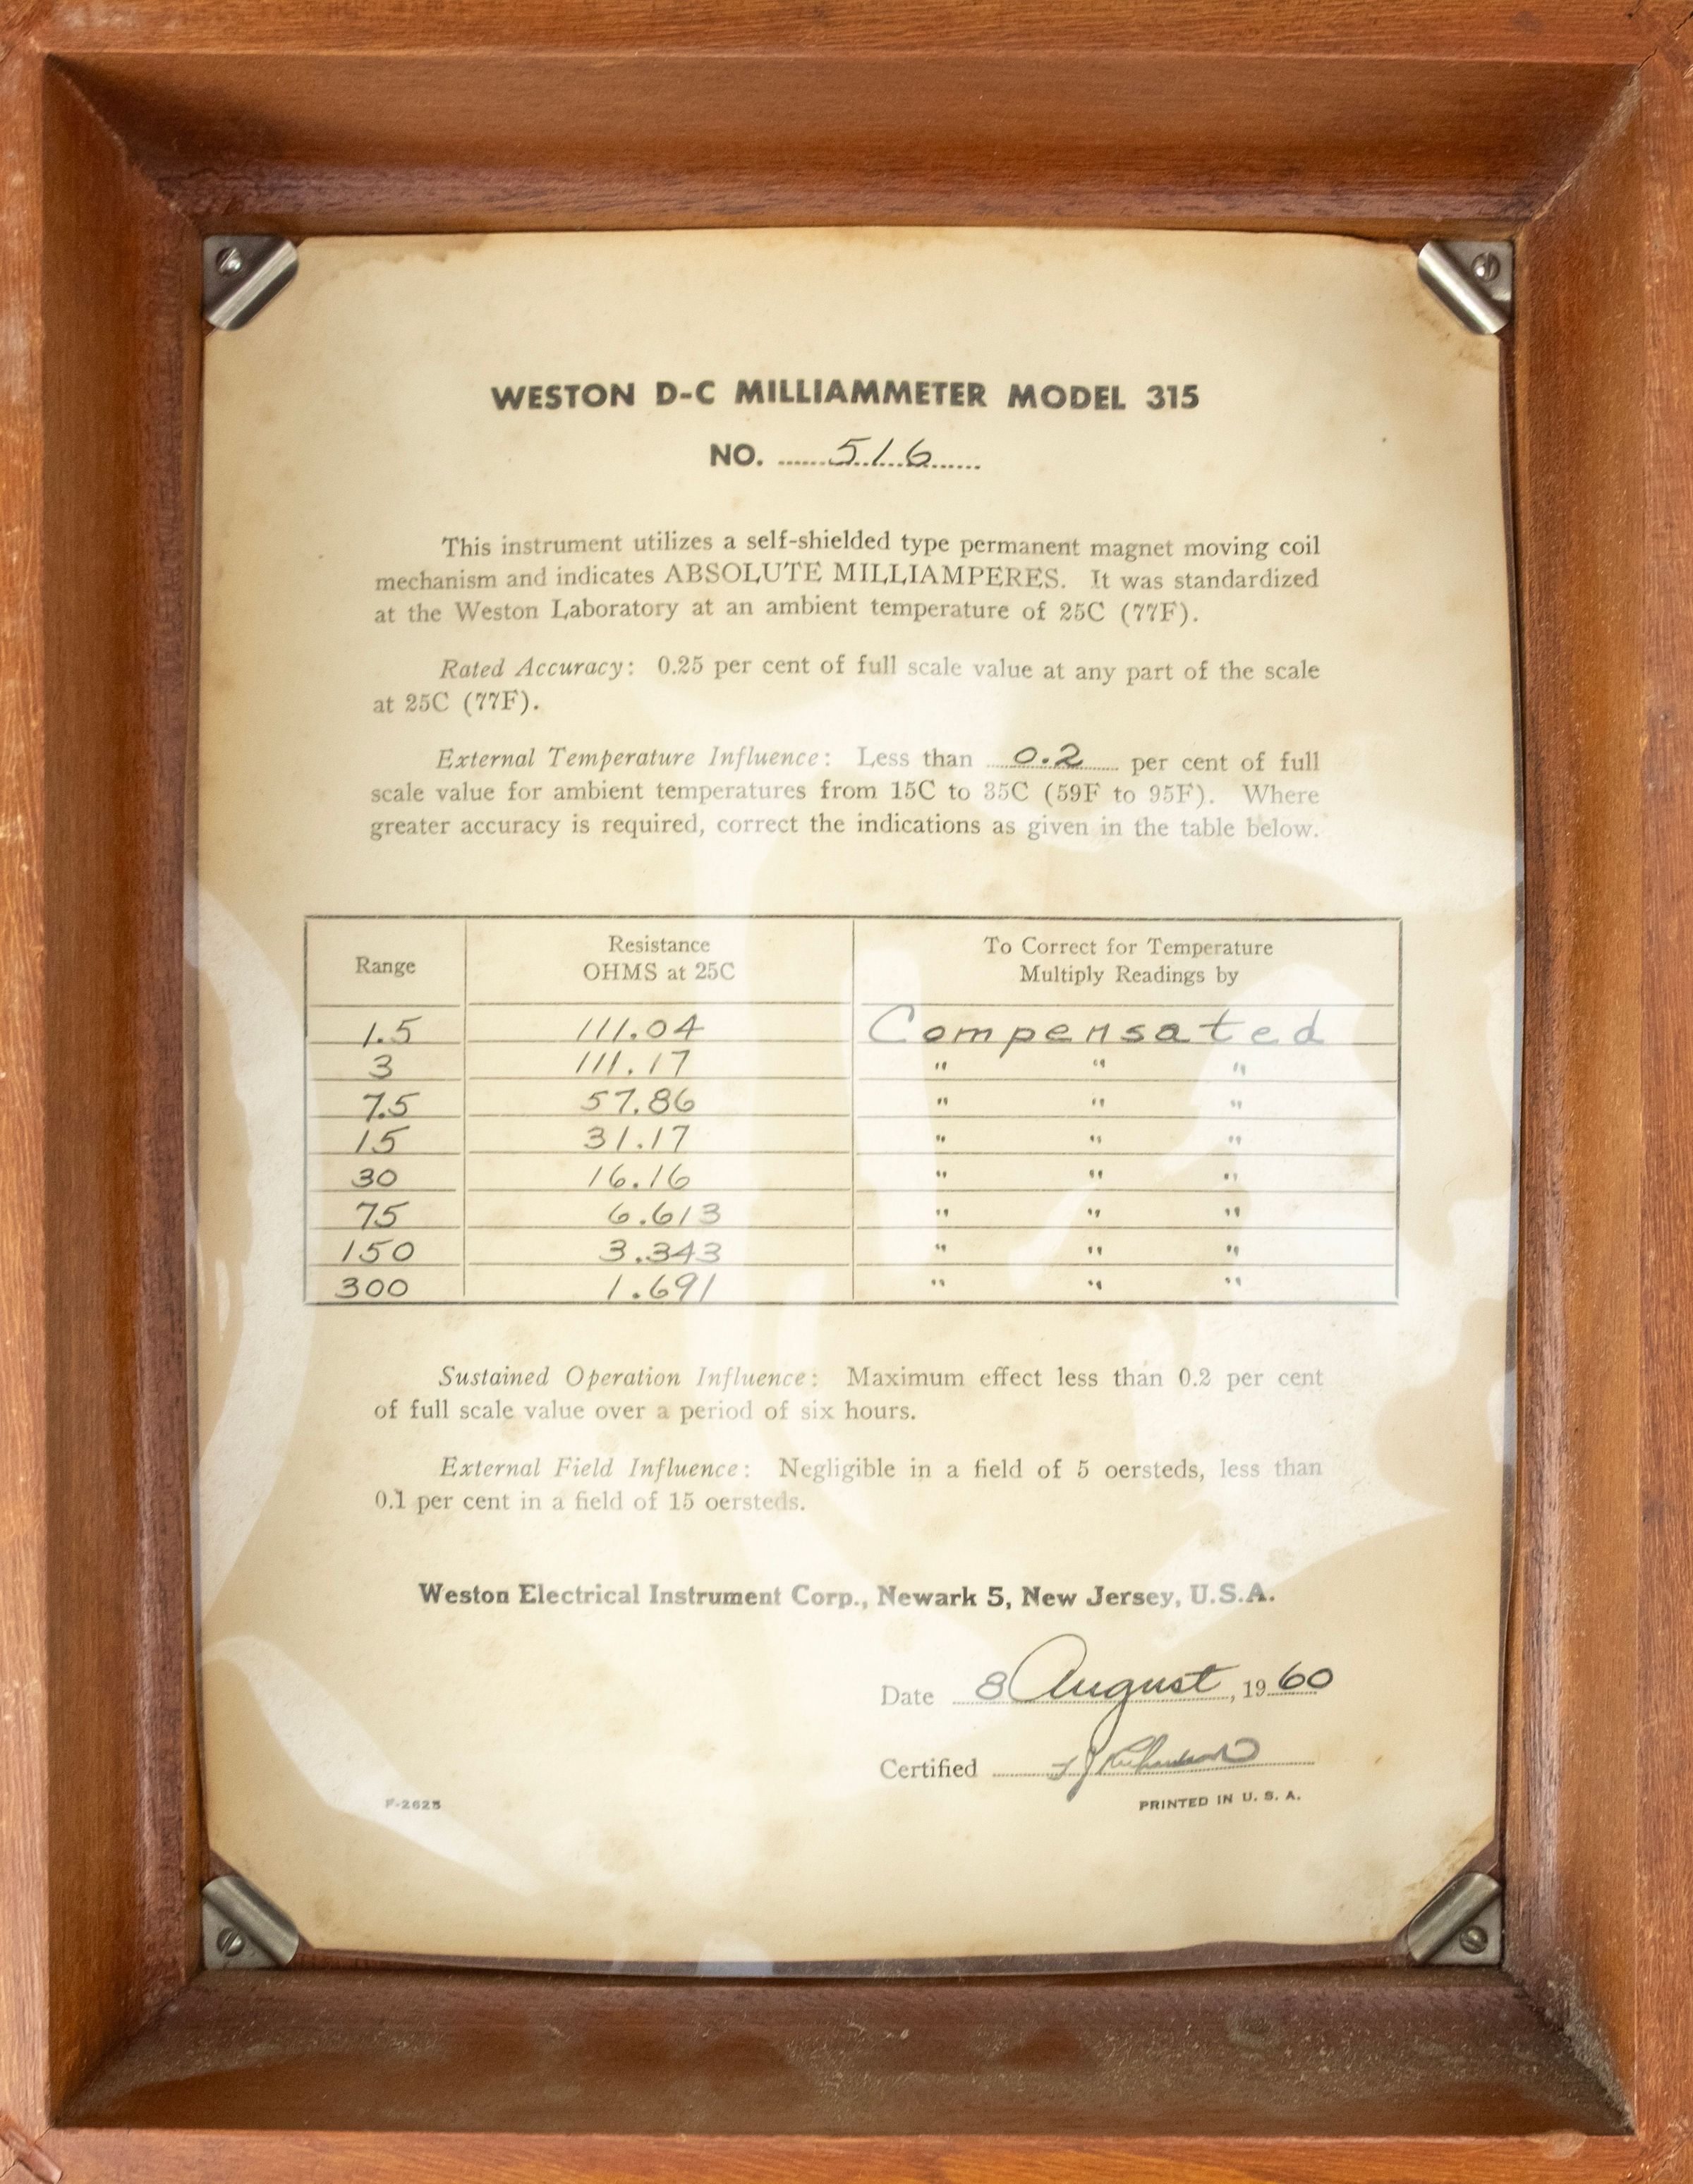 WESTON D-C MILLIAMMETER MODEL 315
NO. 516
This instrument utilizes a self-shielded type permanent magnet moving coil
mechanism and indicates ABSOLUTE MILLIAMPERES. It was standardized
at the Weston Laboratory at an ambient temperature of 25C (77F).
Rated Accuracy: 0.25 per cent of full scale value at any part of the scale
at 25C (77F).
External Temperature Influence: Less than 0.2 per cent of full
scale value for ambient temperatures from 15C to 35C (59F to 95F). Where
greater accuracy is required, correct the indications as given in the table below.
Range
Resistance
OHMS at 25C
To Correct for Temperature
Multiply Readings by
1.5 111.04 Compensated
3 111.17 " " "
7.5 57.86 " " "
15 31.17 " " "
30 16.16 " " "
75 6.613 " " "
150 3.343 " " "
300 1.691 " " "
Sustained Operation Influence: Maximum effect less than 0.2 per cent
of full scale value over a period of six hours.
External Field Influence: Negligible in a field of 5 oersteds, less than
0.1 per cent in a field of 15 oersteds.
Weston Electrical Instrument Corp., Newark 5, New Jersey, U.S.A.
Date 8 August, 1960
Certified
F-2625
PRINTED IN U. S. A.